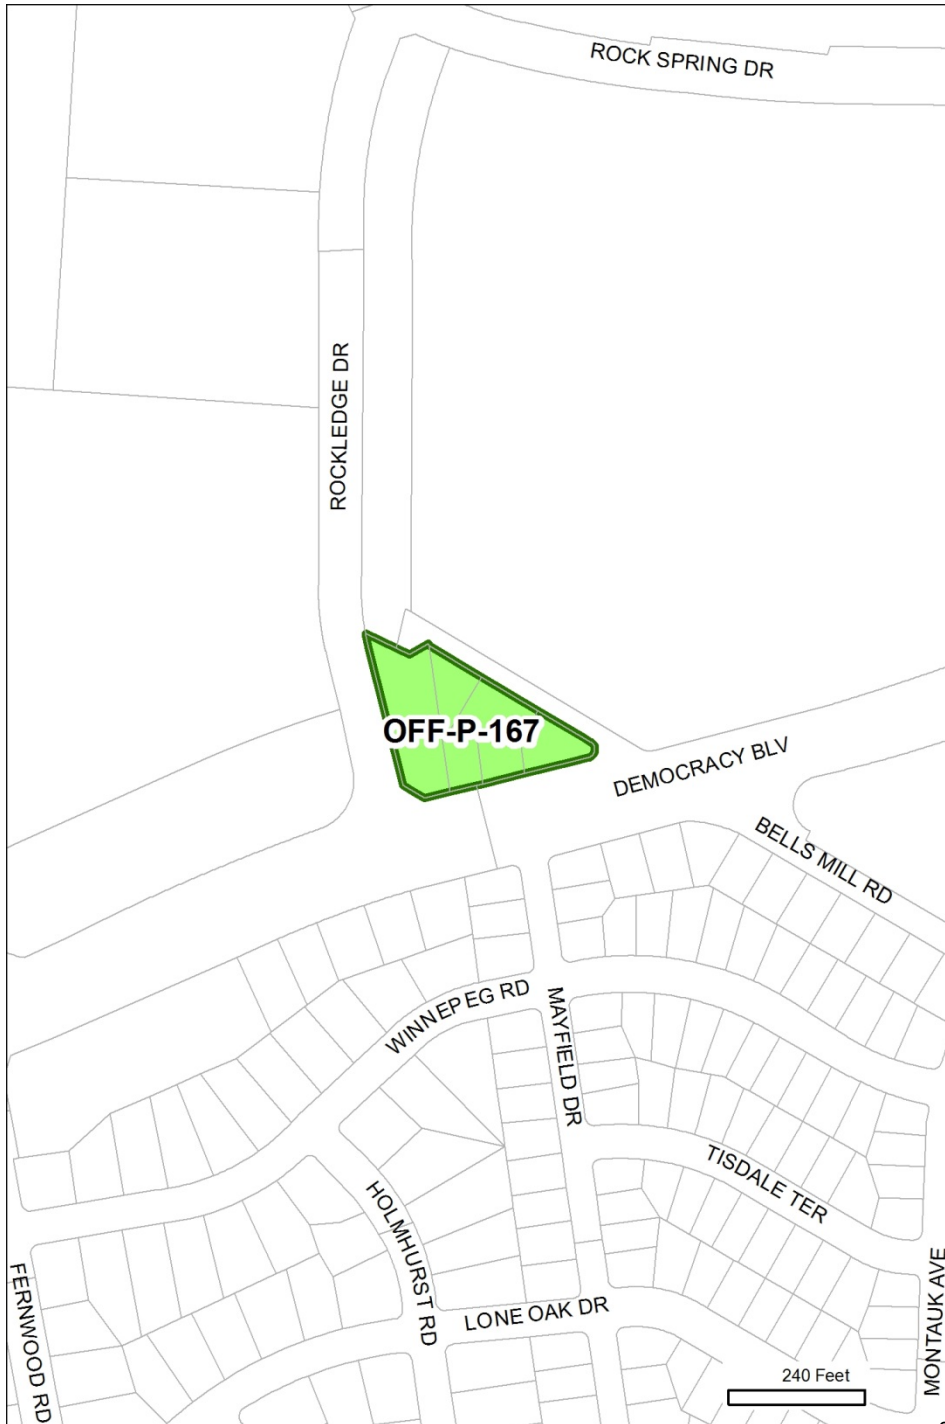 ROCK SPRING DR
ROCKLEDGE DR
OFF-P-167
DEMOCRACY BLV
BELLS MILL RD
WINNEPEG RD
MAYFIELD DR
TISDALE TER
HOLMHURST RD
LONE OAK DR
FERNWOOD RD
MONTAUK AVE
240 Feet